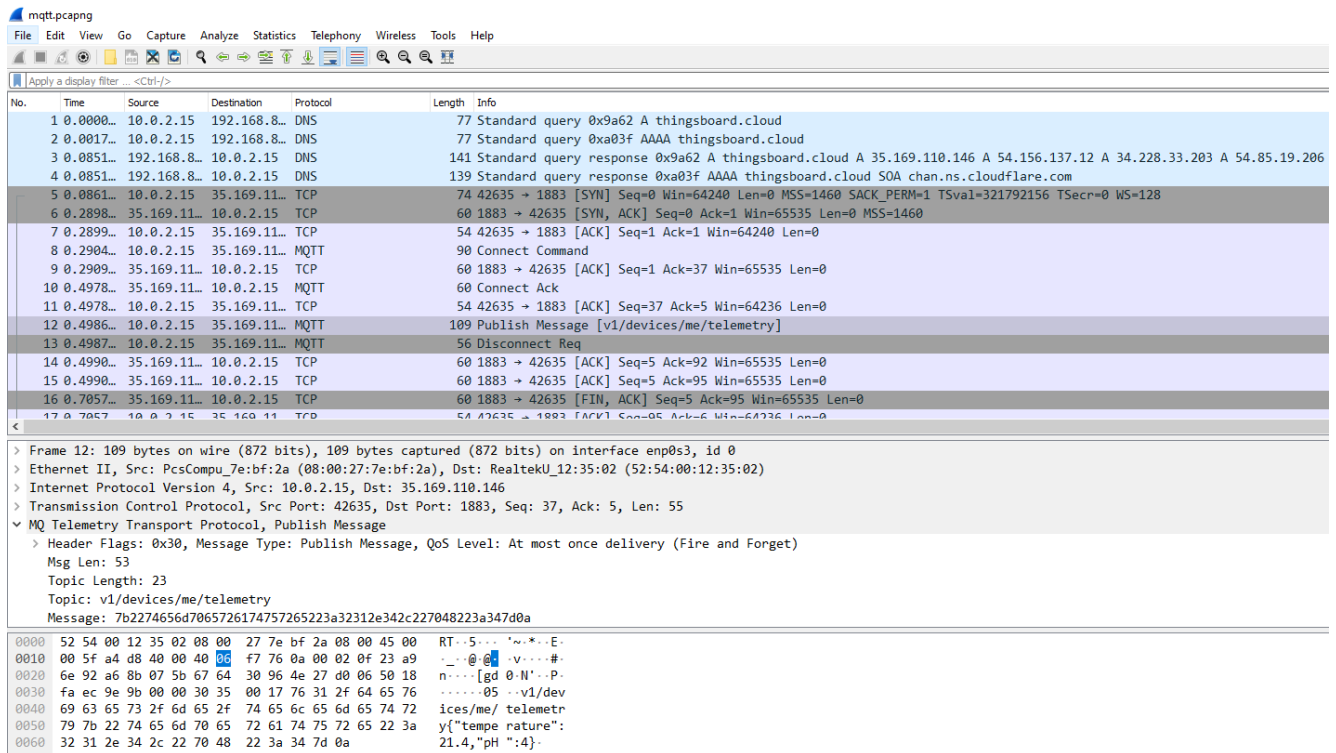 mqtt.pcapng
File Edit View Go Capture Analyze Statistics Telephony Wireless Tools Help
Apply a display filter ... <Ctrl-/>
No. Time Source Destination Protocol Length Info
1 0.0000… 10.0.2.15 192.168.8… DNS 77 Standard query 0x9a62 A thingsboard.cloud
2 0.0017… 10.0.2.15 192.168.8… DNS 77 Standard query 0xa03f AAAA thingsboard.cloud
3 0.0851… 192.168.8… 10.0.2.15 DNS 141 Standard query response 0x9a62 A thingsboard.cloud A 35.169.110.146 A 54.156.137.12 A 34.228.33.203 A 54.85.19.206
4 0.0851… 192.168.8… 10.0.2.15 DNS 139 Standard query response 0xa03f AAAA thingsboard.cloud SOA chan.ns.cloudflare.com
5 0.0861… 10.0.2.15 35.169.11… TCP 74 42635 → 1883 [SYN] Seq=0 Win=64240 Len=0 MSS=1460 SACK_PERM=1 TSval=321792156 TSecr=0 WS=128
6 0.2898… 35.169.11… 10.0.2.15 TCP 60 1883 → 42635 [SYN, ACK] Seq=0 Ack=1 Win=65535 Len=0 MSS=1460
7 0.2899… 10.0.2.15 35.169.11… TCP 54 42635 → 1883 [ACK] Seq=1 Ack=1 Win=64240 Len=0
8 0.2904… 10.0.2.15 35.169.11… MQTT 90 Connect Command
9 0.2909… 35.169.11… 10.0.2.15 TCP 60 1883 → 42635 [ACK] Seq=1 Ack=37 Win=65535 Len=0
10 0.4978… 35.169.11… 10.0.2.15 MQTT 60 Connect Ack
11 0.4978… 10.0.2.15 35.169.11… TCP 54 42635 → 1883 [ACK] Seq=37 Ack=5 Win=64236 Len=0
12 0.4986… 10.0.2.15 35.169.11… MQTT 109 Publish Message [v1/devices/me/telemetry]
13 0.4987… 10.0.2.15 35.169.11… MQTT 56 Disconnect Req
14 0.4990… 35.169.11… 10.0.2.15 TCP 60 1883 → 42635 [ACK] Seq=5 Ack=92 Win=65535 Len=0
15 0.4990… 35.169.11… 10.0.2.15 TCP 60 1883 → 42635 [ACK] Seq=5 Ack=95 Win=65535 Len=0
16 0.7057… 35.169.11… 10.0.2.15 TCP 60 1883 → 42635 [FIN, ACK] Seq=5 Ack=95 Win=65535 Len=0
17 0.7057… 10.0.2.15 35.169.11… TCP 54 42635 → 1883 [ACK] Seq=95 Ack=6 Win=64236 Len=0
> Frame 12: 109 bytes on wire (872 bits), 109 bytes captured (872 bits) on interface enp0s3, id 0
> Ethernet II, Src: PcsCompu_7e:bf:2a (08:00:27:7e:bf:2a), Dst: RealtekU_12:35:02 (52:54:00:12:35:02)
> Internet Protocol Version 4, Src: 10.0.2.15, Dst: 35.169.110.146
> Transmission Control Protocol, Src Port: 42635, Dst Port: 1883, Seq: 37, Ack: 5, Len: 55
MQ Telemetry Transport Protocol, Publish Message
> Header Flags: 0x30, Message Type: Publish Message, QoS Level: At most once delivery (Fire and Forget)
Msg Len: 53
Topic Length: 23
Topic: v1/devices/me/telemetry
Message: 7b2274656d7065726174757265223a32312e342c227048223a347d0a
0000 52 54 00 12 35 02 08 00 27 7e bf 2a 08 00 45 00 RT··5··· '~·*··E·
0010 00 5f a4 d8 40 00 40 06 f7 76 0a 00 02 0f 23 a9 ·_··@·@· ·v····#·
0020 6e 92 a6 8b 07 5b 67 64 30 96 4e 27 d0 06 50 18 n····[gd 0·N'··P·
0030 fa ec 9e 9b 00 00 30 35 00 17 76 31 2f 64 65 76 ······05 ··v1/dev
0040 69 63 65 73 2f 6d 65 2f 74 65 6c 65 6d 65 74 72 ices/me/ telemetr
0050 79 7b 22 74 65 6d 70 65 72 61 74 75 72 65 22 3a y{"tempe rature":
0060 32 31 2e 34 2c 22 70 48 22 3a 34 7d 0a 21.4,"pH ":4}·